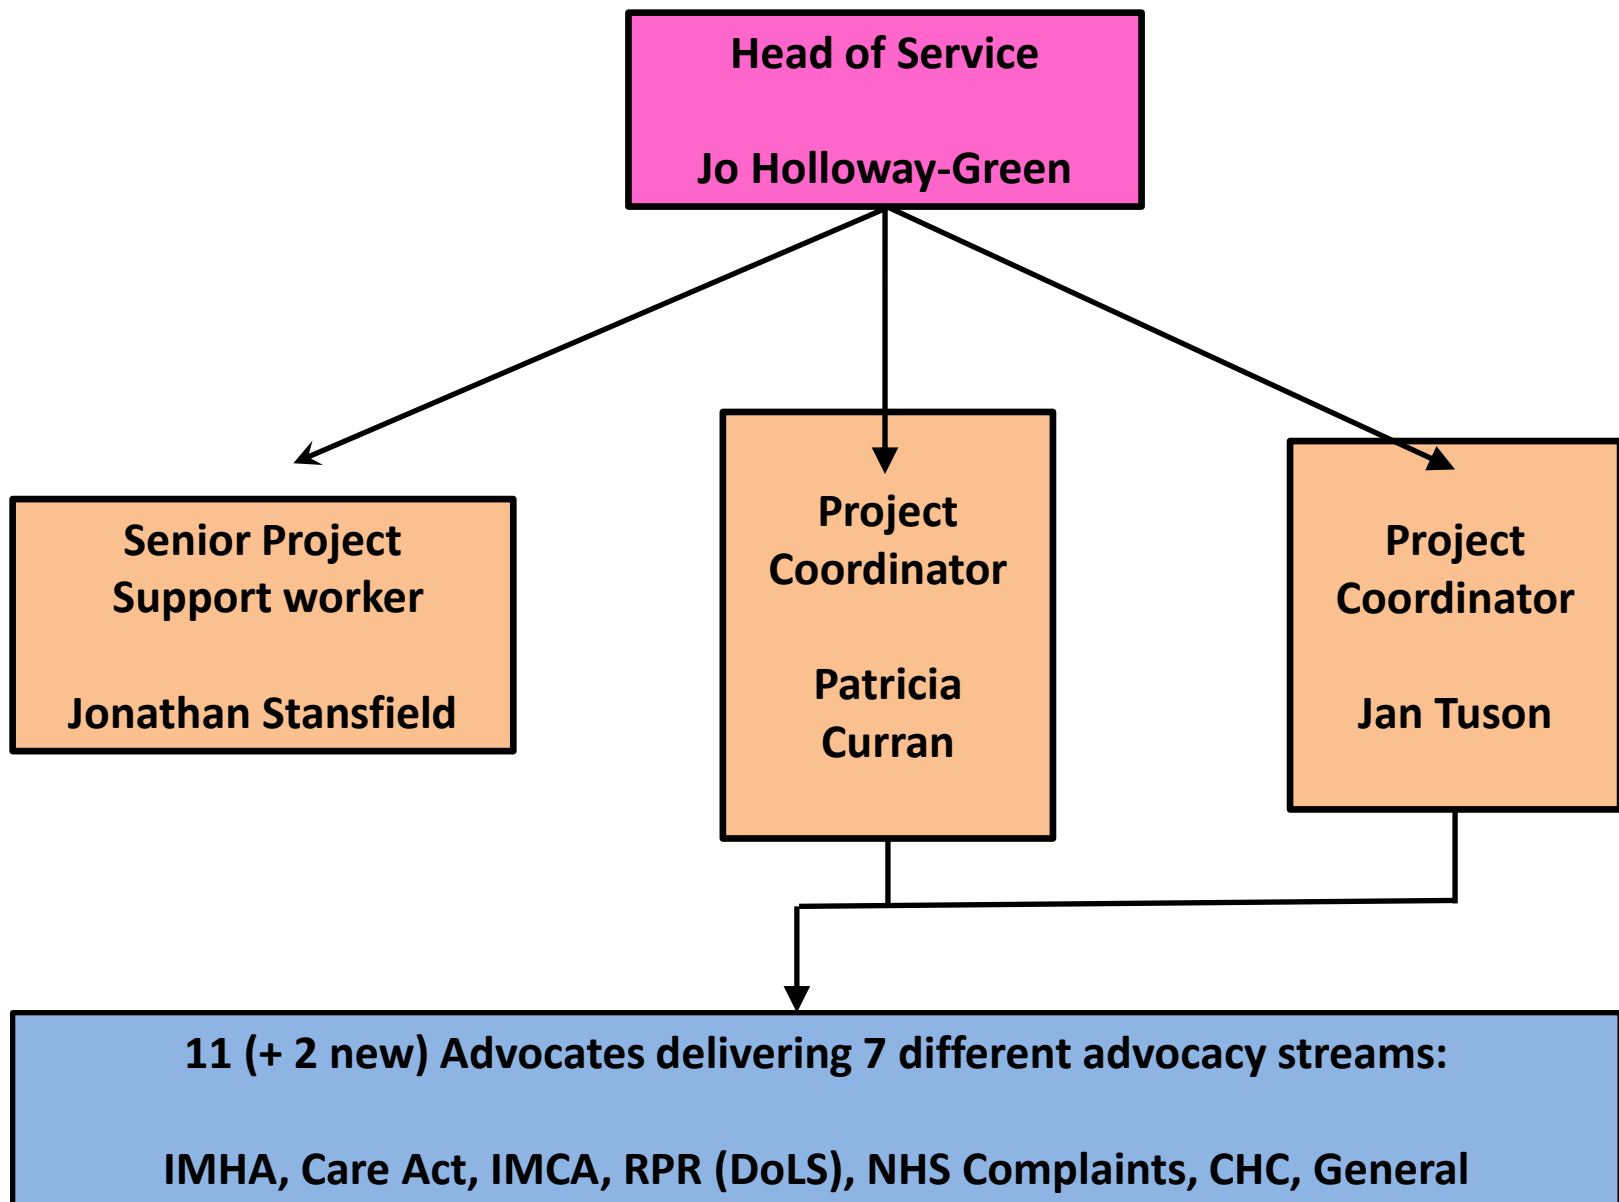 Head of Service
Jo Holloway-Green
Senior Project
Support worker
Jonathan Stansfield
Project
Coordinator
Patricia
Curran
Project
Coordinator
Jan Tuson
11 (+ 2 new) Advocates delivering 7 different advocacy streams:
IMHA, Care Act, IMCA, RPR (DoLS), NHS Complaints, CHC, General